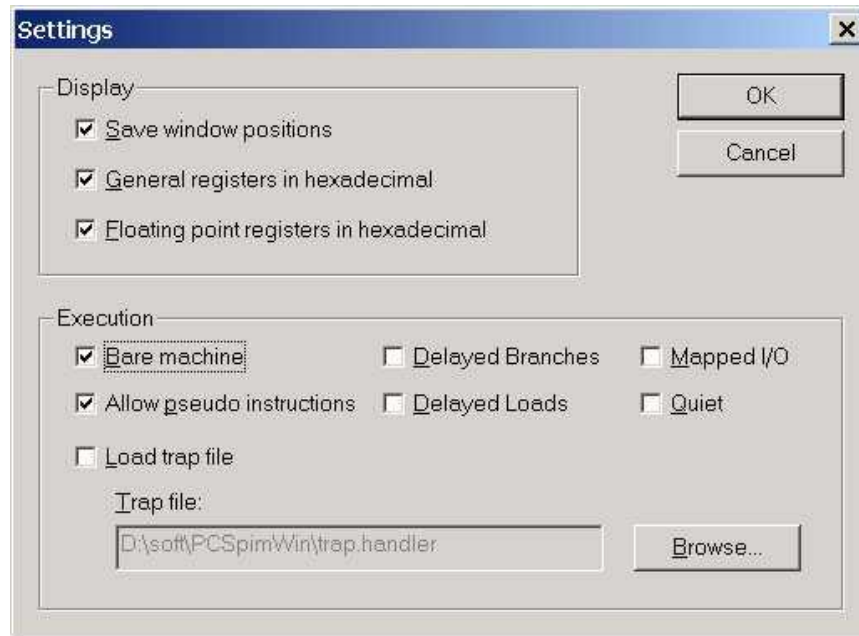 Settings
Display
Save window positions
General registers in hexadecimal
Floating point registers in hexadecimal
OK
Cancel
Execution
Bare machine
Delayed Branches
Mapped I/O
Allow pseudo instructions
Delayed Loads
Quiet
Load trap file
Trap file:
D:\soft\PCSpimWin\trap.handler
Browse...